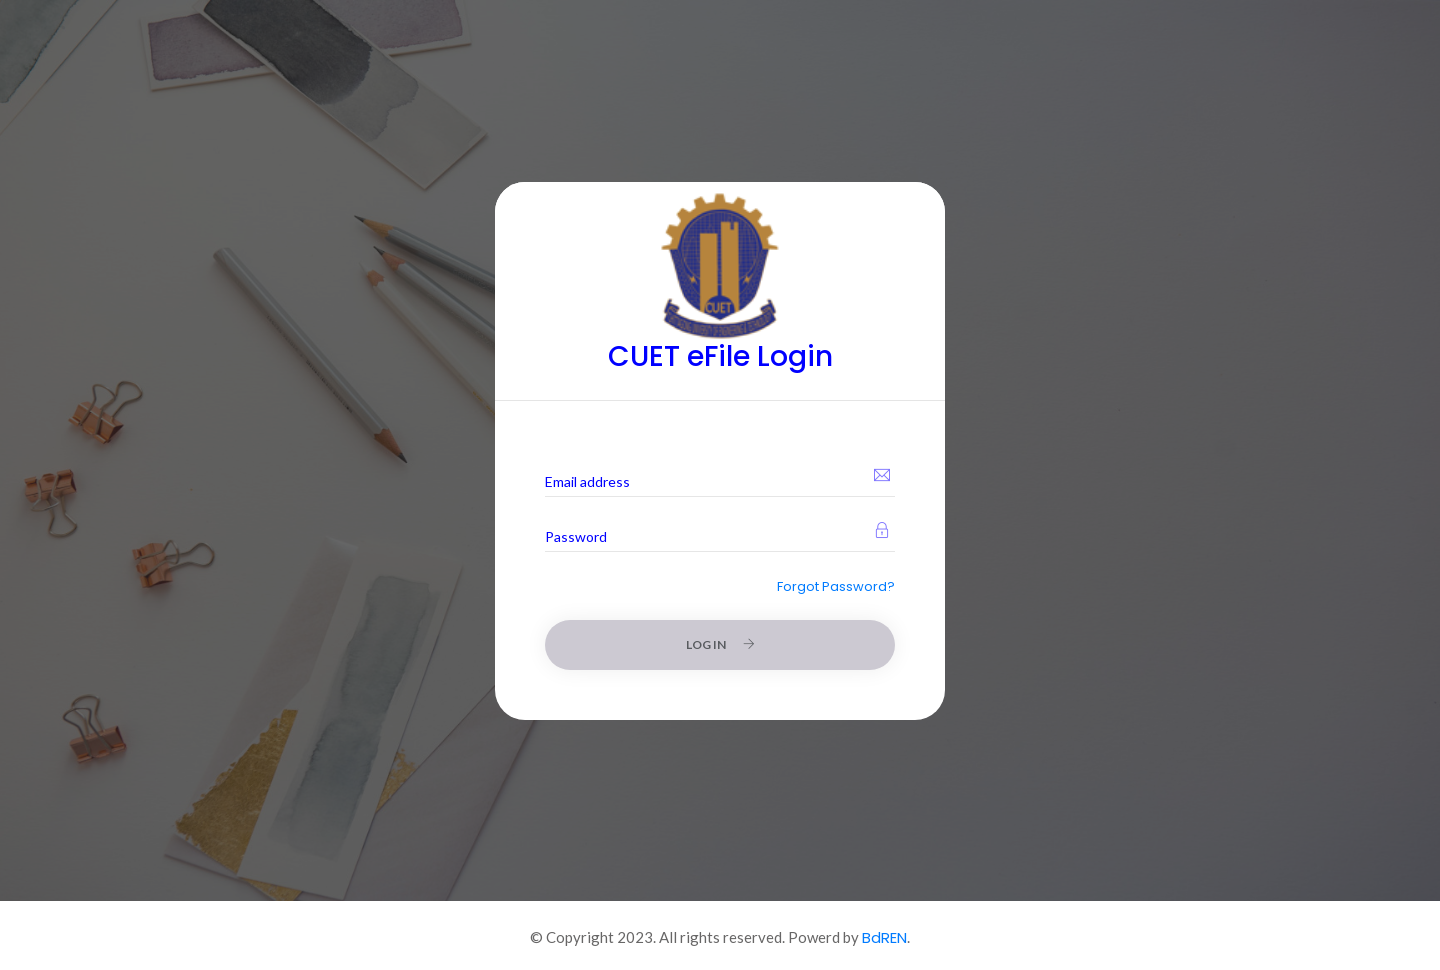 CUET
CUET eFile Login
Email address
Password
Forgot Password?
LOGIN
© Copyright 2023. All rights reserved. Powerd by BdREN.